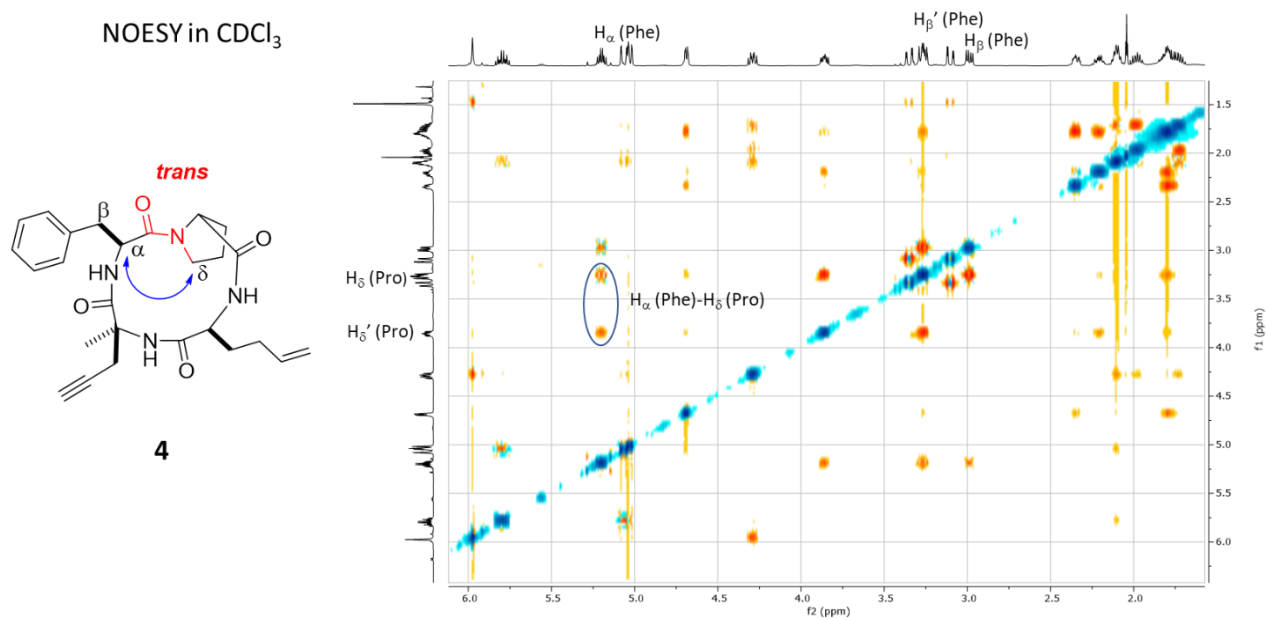 NOESY in CDCl₃
Hα (Phe)
Hβ′ (Phe)
Hβ (Phe)
trans
O
β
α
N
δ
O
HN
O
NH
N
H
O
4
Hδ (Pro)
Hδ′ (Pro)
Hα (Phe)-Hδ (Pro)
1.5
2.0
2.5
3.0
3.5
4.0
4.5
5.0
5.5
6.0
f1 (ppm)
6.0 5.5 5.0 4.5 4.0 3.5 3.0 2.5 2.0
f2 (ppm)